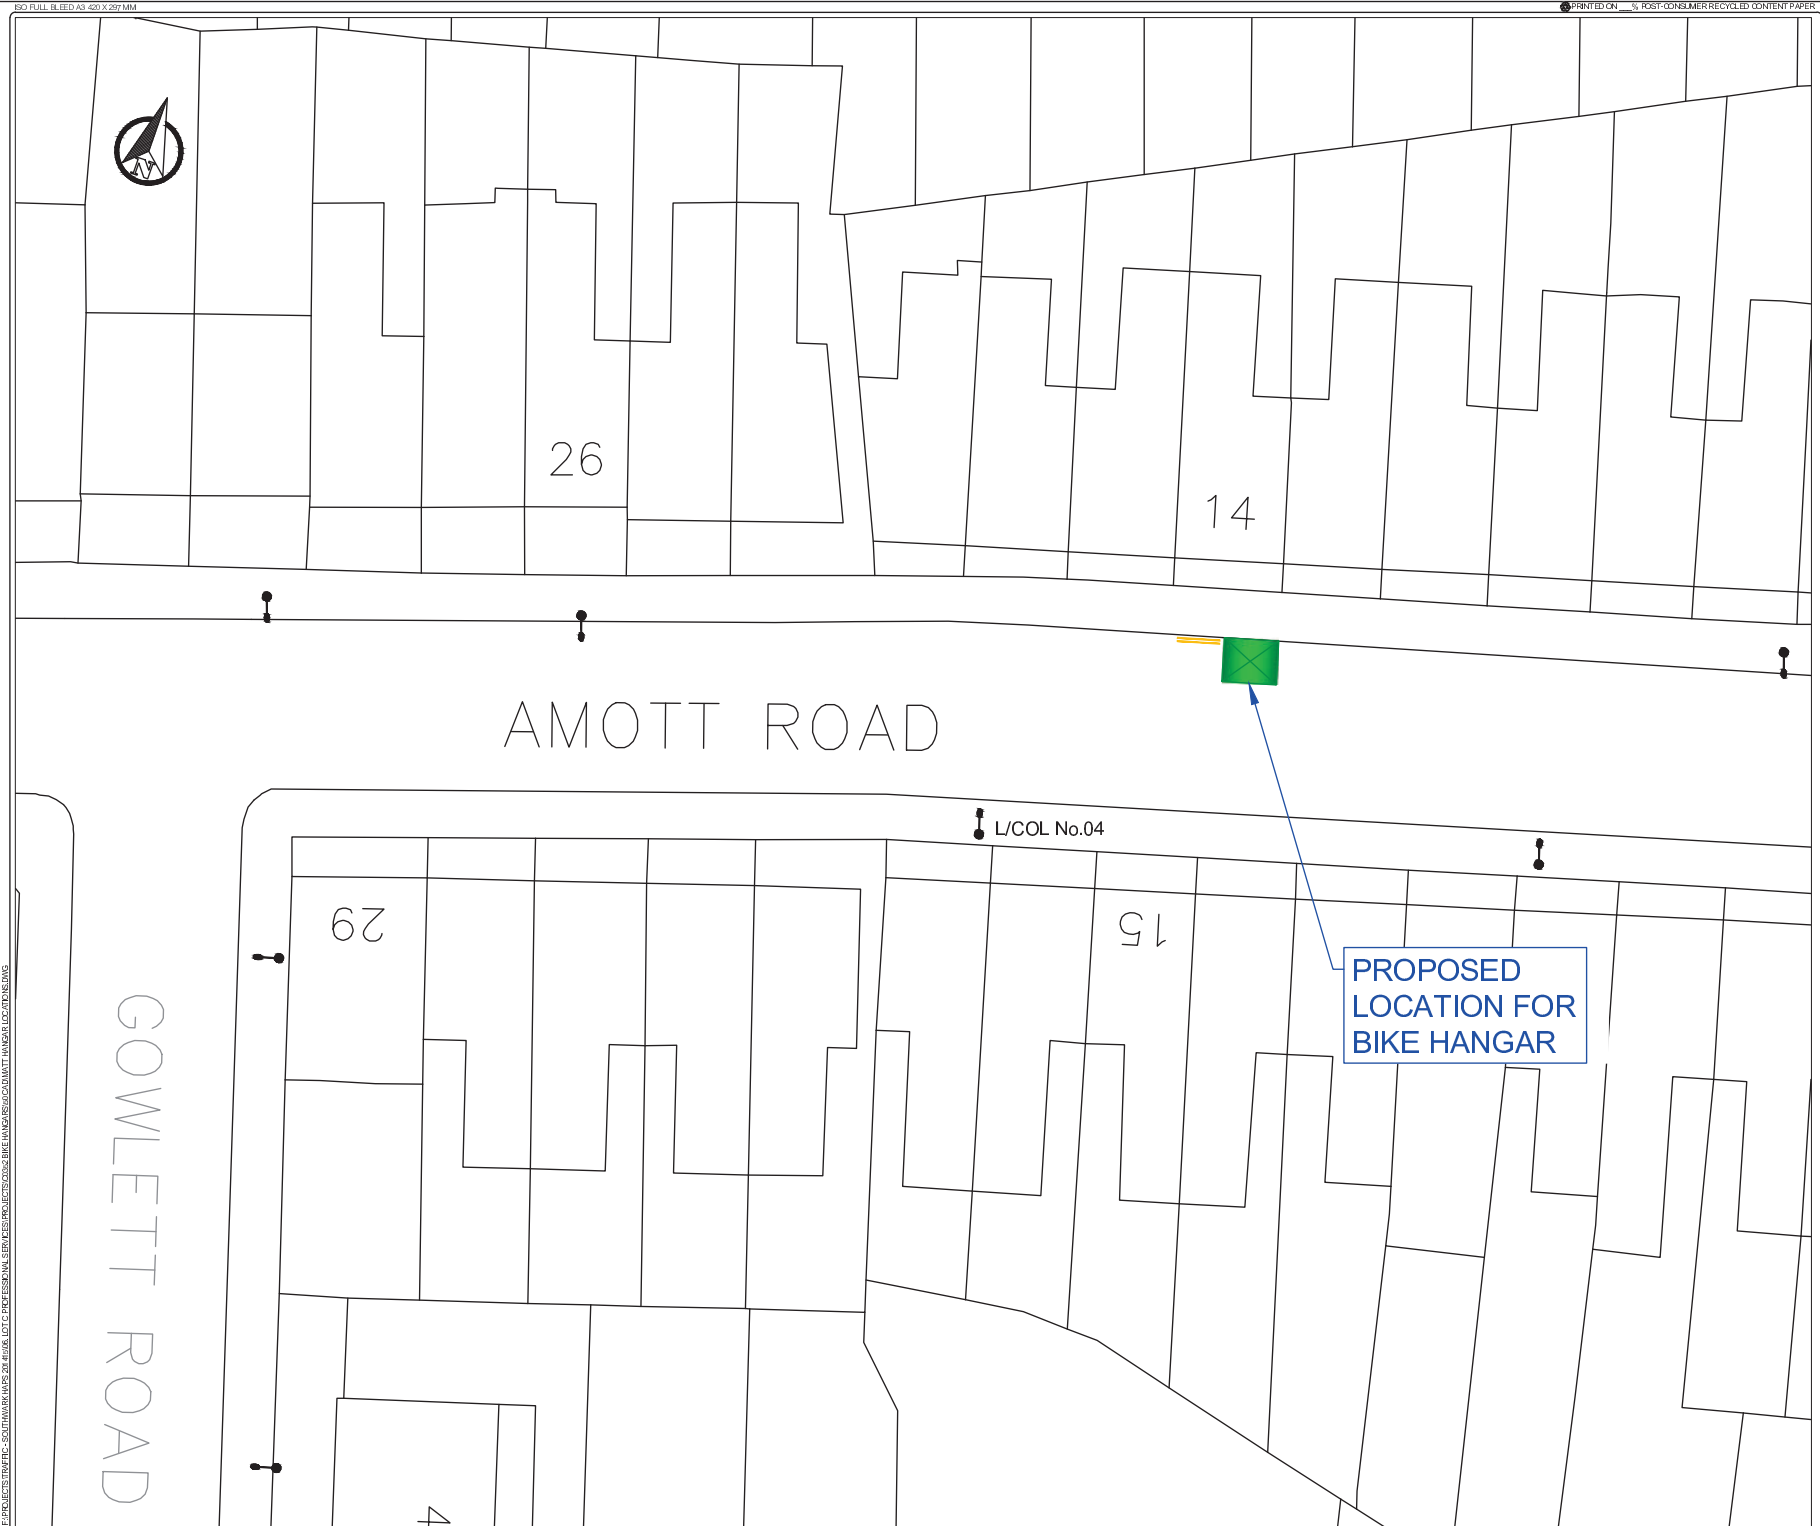 ISO FULL BLEED A3 420 X 297 MM
PRINTED ON ___% POST-CONSUMER RECYCLED CONTENT PAPER
N
26
14
AMOTT ROAD
L/COL No.04
29
15
PROPOSED
LOCATION FOR
BIKE HANGAR
GOWLETT ROAD
4